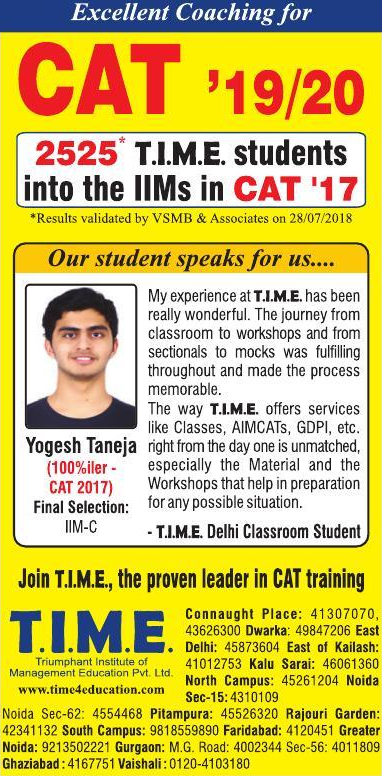 Excellent Coaching for
CAT '19/20
2525* T.I.M.E. students
into the IIMs in CAT '17
*Results validated by VSMB & Associates on 28/07/2018
Our student speaks for us....
My experience at T.I.M.E. has been
really wonderful. The journey from
classroom to workshops and from
sectionals to mocks was fulfilling
throughout and made the process
memorable.
The way T.I.M.E. offers services
like Classes, AIMCATs, GDPI, etc.
right from the day one is unmatched,
especially the Material and the
Workshops that help in preparation
for any possible situation.
- T.I.M.E. Delhi Classroom Student
Yogesh Taneja
(100%iler -
CAT 2017)
Final Selection:
IIM-C
Join T.I.M.E., the proven leader in CAT training
T.I.M.E.
Triumphant Institute of
Management Education Pvt. Ltd.
www.time4education.com
Connaught Place: 41307070,
43626300 Dwarka: 49847206 East
Delhi: 45873604 East of Kailash:
41012753 Kalu Sarai: 46061360
North Campus: 45261204 Noida
Sec-15: 4310109
Noida Sec-62: 4554468 Pitampura: 45526320 Rajouri Garden:
42341132 South Campus: 9818559890 Faridabad: 4120451 Greater
Noida: 9213502221 Gurgaon: M.G. Road: 4002344 Sec-56: 4011809
Ghaziabad: 4167751 Vaishali: 0120-4103180